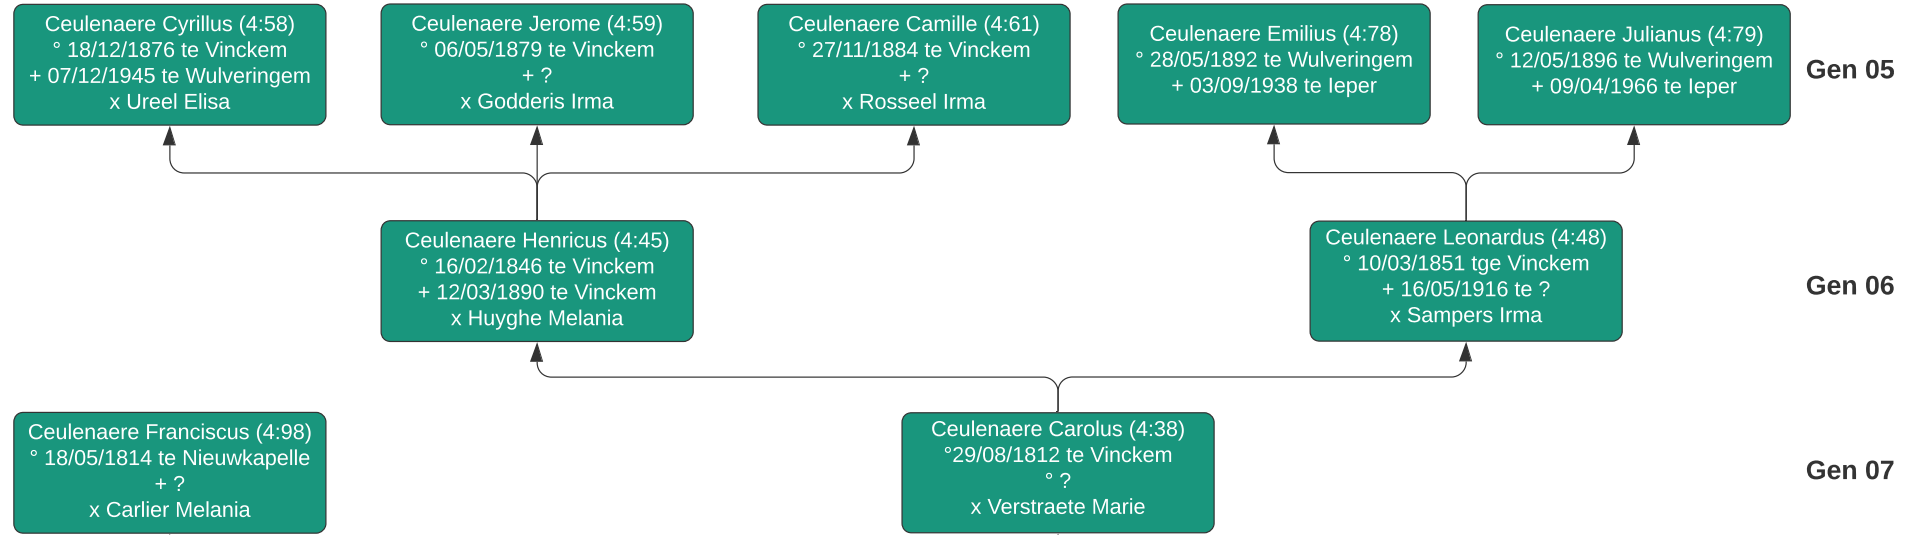 Ceulenaere Cyrillus (4:58)
° 18/12/1876 te Vinckem
+ 07/12/1945 te Wulveringem
x Ureel Elisa
Ceulenaere Jerome (4:59)
° 06/05/1879 te Vinckem
+ ?
x Godderis Irma
Ceulenaere Camille (4:61)
° 27/11/1884 te Vinckem
+ ?
x Rosseel Irma
Ceulenaere Emilius (4:78)
° 28/05/1892 te Wulveringem
+ 03/09/1938 te Ieper
Ceulenaere Julianus (4:79)
° 12/05/1896 te Wulveringem
+ 09/04/1966 te Ieper
Gen 05
Ceulenaere Henricus (4:45)
° 16/02/1846 te Vinckem
+ 12/03/1890 te Vinckem
x Huyghe Melania
Ceulenaere Leonardus (4:48)
° 10/03/1851 tge Vinckem
+ 16/05/1916 te ?
x Sampers Irma
Gen 06
Ceulenaere Franciscus (4:98)
° 18/05/1814 te Nieuwkapelle
+ ?
x Carlier Melania
Ceulenaere Carolus (4:38)
°29/08/1812 te Vinckem
° ?
x Verstraete Marie
Gen 07